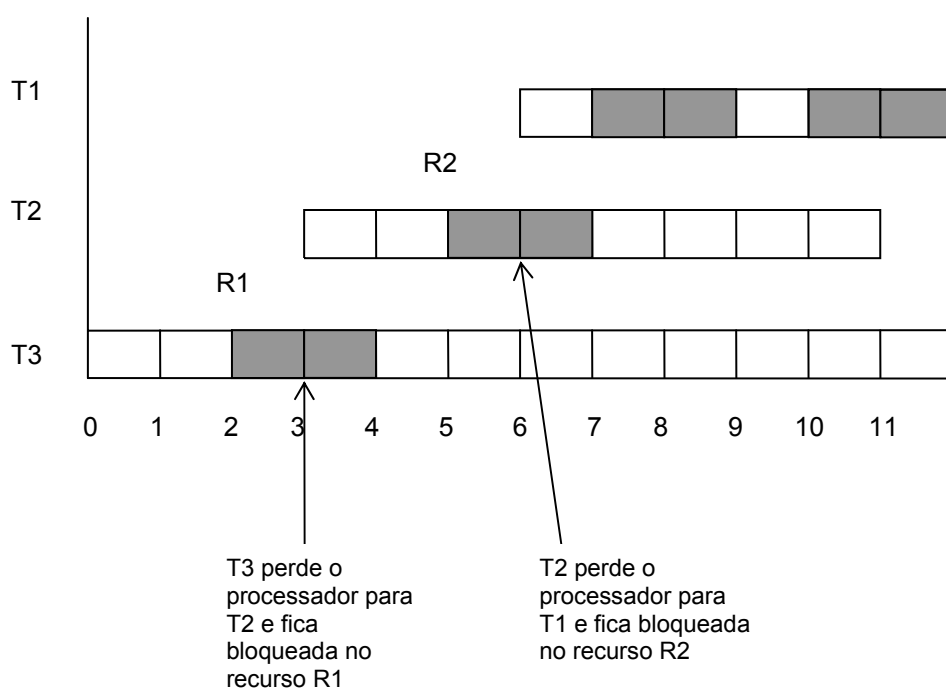 T1
R2
T2
R1
T3
0 1 2 3 4 5 6 7 8 9 10 11
T3 perde o
processador para
T2 e fica
bloqueada no
recurso R1
T2 perde o
processador para
T1 e fica bloqueada
no recurso R2